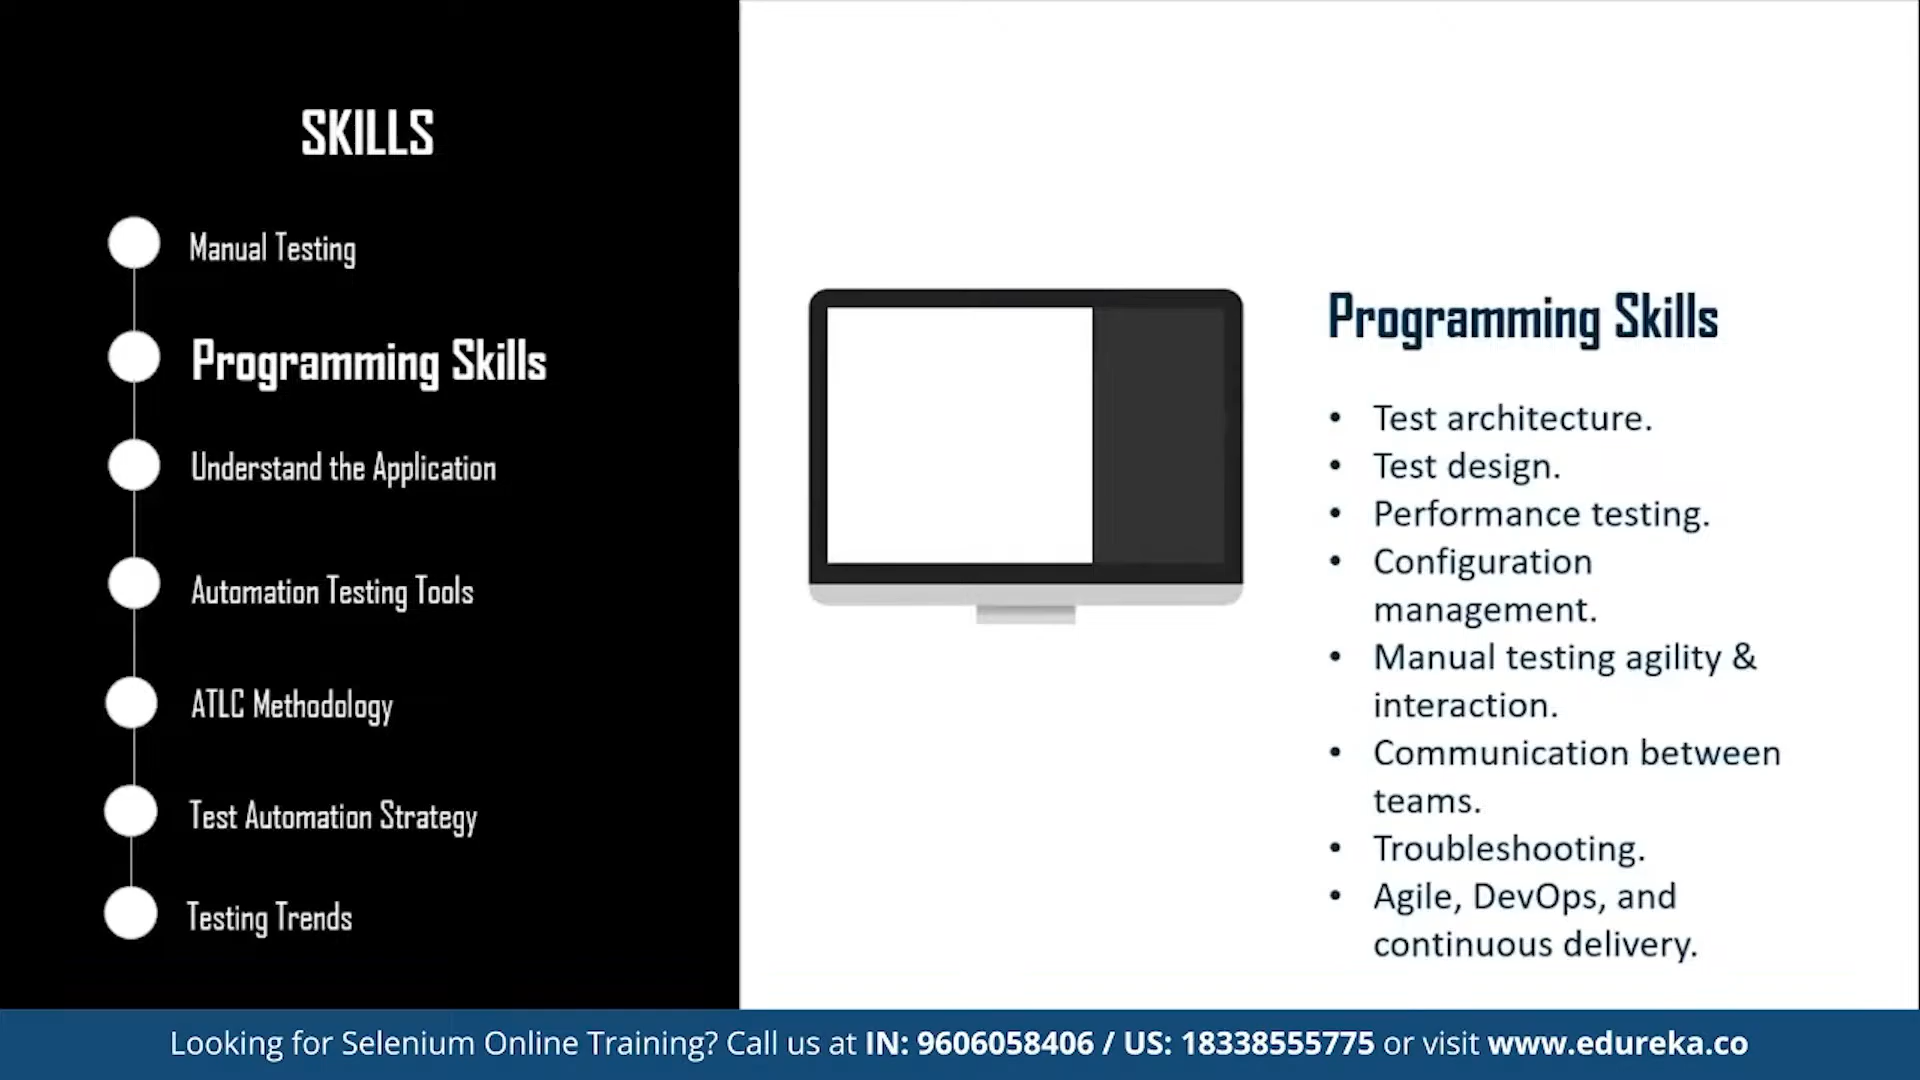 SKILLS
Manual Testing
Programming Skills
Understand the Application
Automation Testing Tools
ATLC Methodology
Test Automation Strategy
Testing Trends
Programming Skills
• Test architecture.
• Test design.
• Performance testing.
• Configuration
management.
• Manual testing agility &
interaction.
• Communication between
teams.
• Troubleshooting.
• Agile, DevOps, and
continuous delivery.
Looking for Selenium Online Training? Call us at IN: 9606058406 / US: 18338555775 or visit www.edureka.co